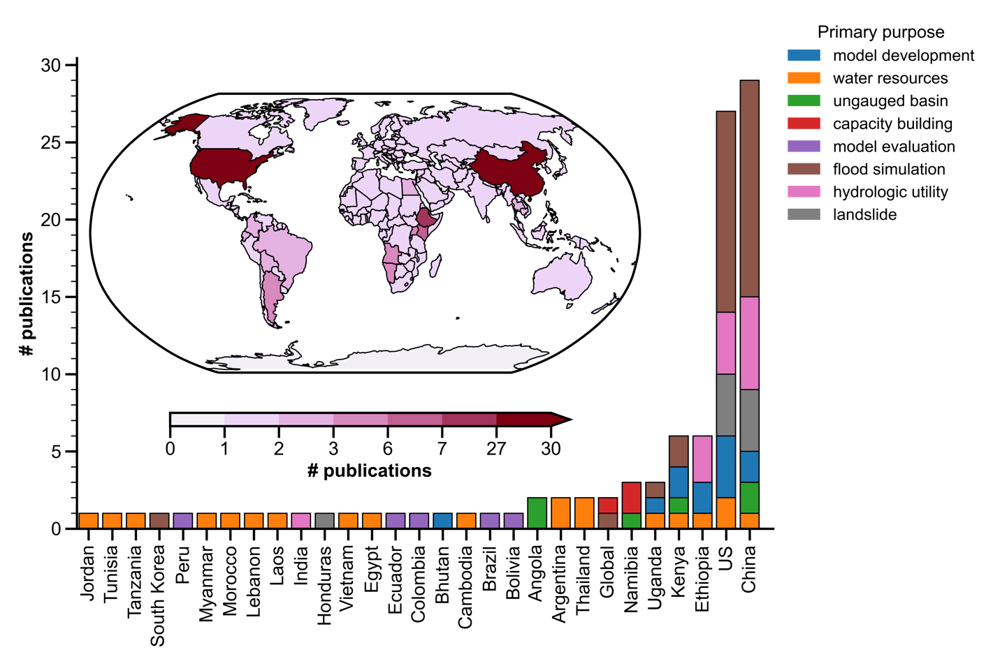 Primary purpose
model development
water resources
ungauged basin
capacity building
model evaluation
flood simulation
hydrologic utility
landslide
# publications
30
25
20
15
10
5
0
0 1 2 3 6 7 27 30
# publications
Jordan
Tunisia
Tanzania
South Korea
Peru
Myanmar
Morocco
Lebanon
Laos
India
Honduras
Vietnam
Egypt
Ecuador
Colombia
Bhutan
Cambodia
Brazil
Bolivia
Angola
Argentina
Thailand
Global
Namibia
Uganda
Kenya
Ethiopia
US
China